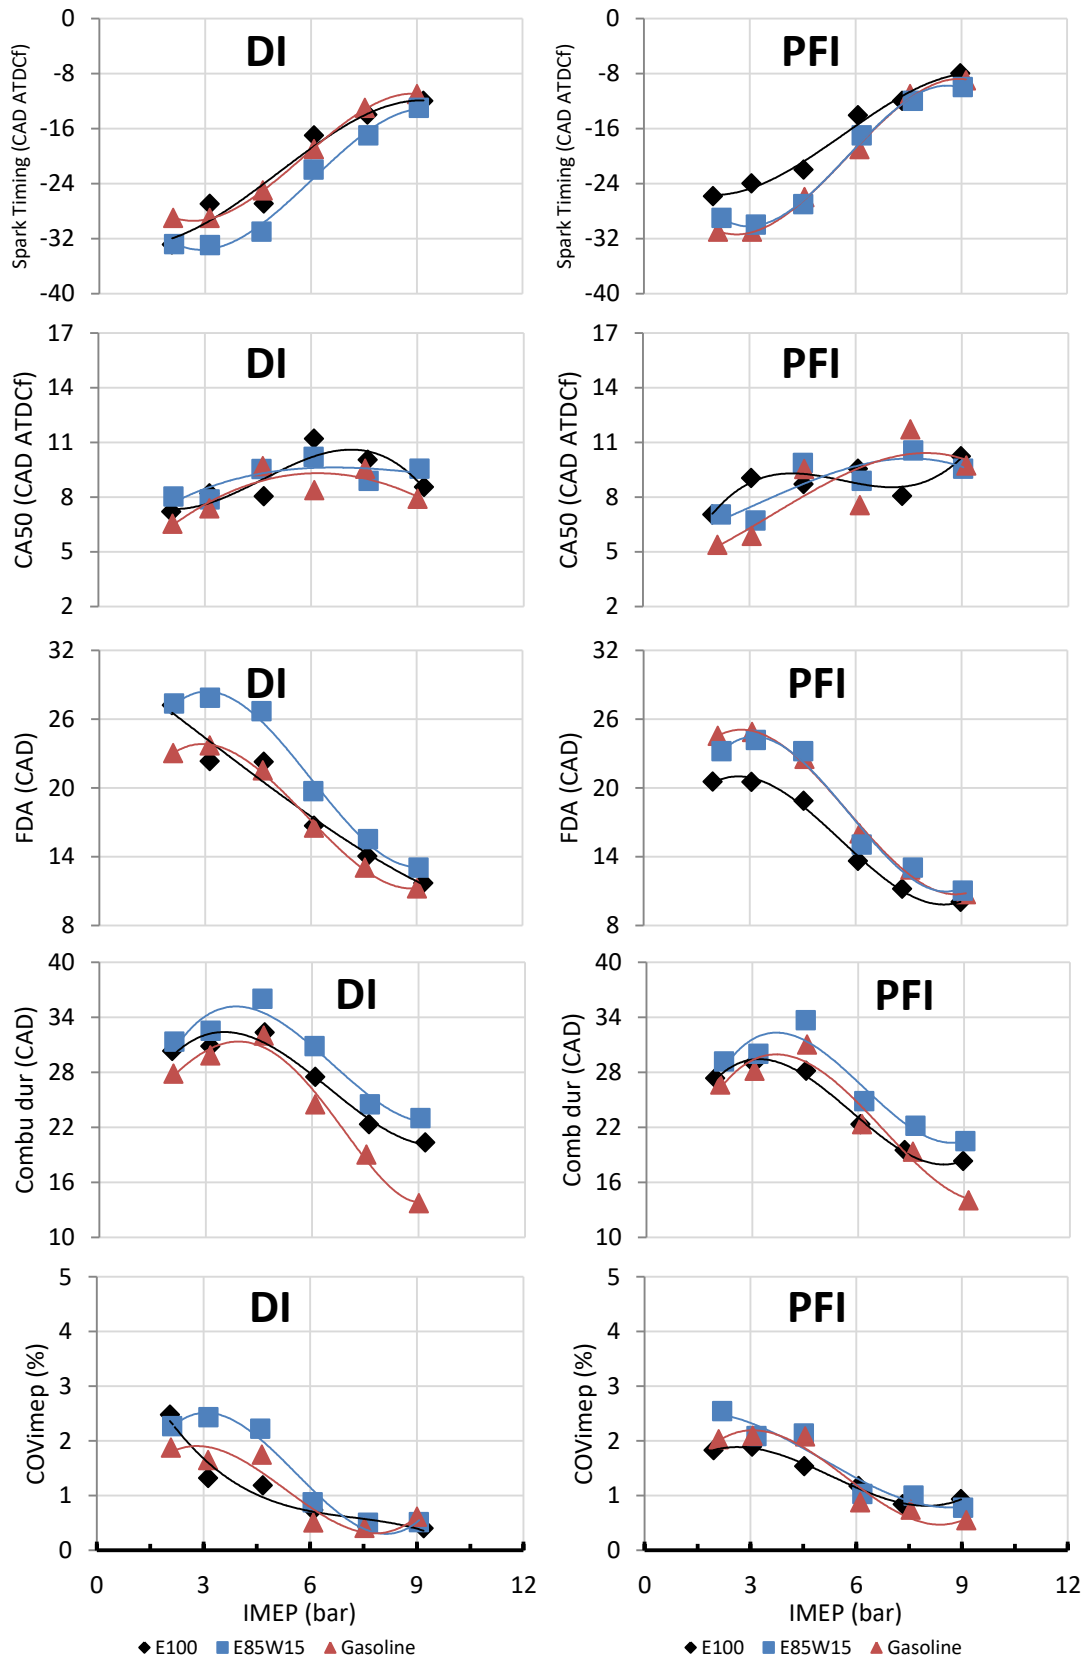 DI
PFI
Spark Timing (CAD ATDCf)
0
-8
-16
-24
-32
-40
Spark Timing (CAD ATDCf)
0
-8
-16
-24
-32
-40
DI
PFI
CA50 (CAD ATDCf)
17
14
11
8
5
2
CA50 (CAD ATDCf)
17
14
11
8
5
2
DI
PFI
FDA (CAD)
32
26
20
14
8
FDA (CAD)
32
26
20
14
8
DI
PFI
Combu dur (CAD)
40
34
28
22
16
10
Comb dur (CAD)
40
34
28
22
16
10
DI
PFI
COVimep (%)
5
4
3
2
1
0
COVimep (%)
5
4
3
2
1
0
0 3 6 9 12
0 3 6 9 12
IMEP (bar)
IMEP (bar)
E100 E85W15 Gasoline
E100 E85W15 Gasoline